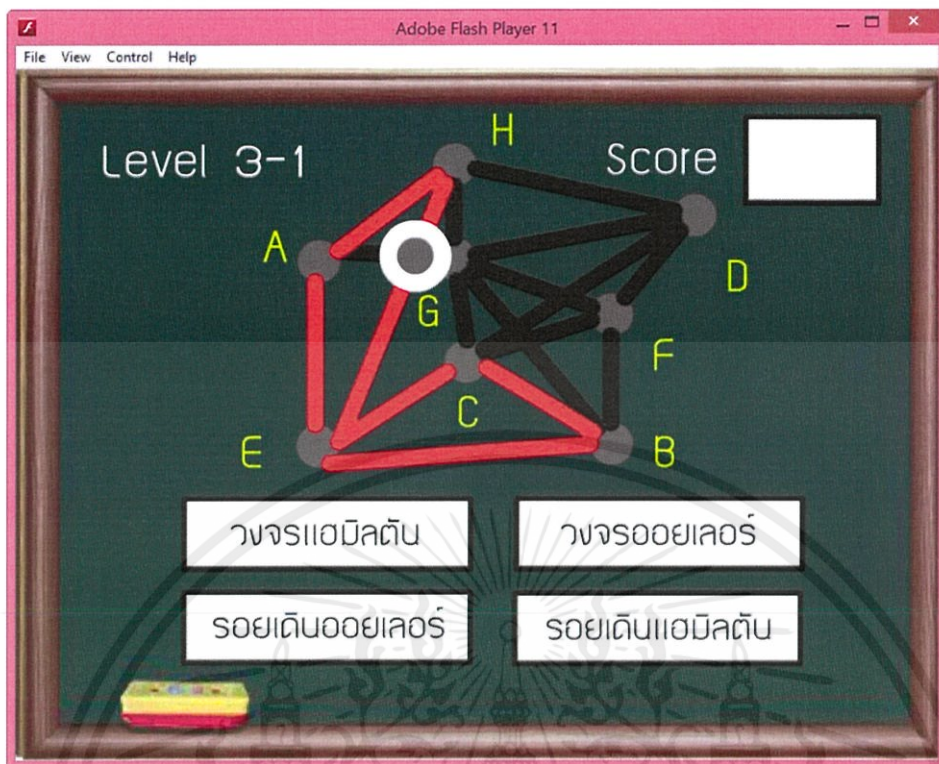 Adobe Flash Player 11
File View Control Help
Level 3-1
Score
H
A
D
G
F
C
E
B
วงจรแฮมิลตัน
วงจรออยเลอร์
รอยเดินออยเลอร์
รอยเดินแฮมิลตัน